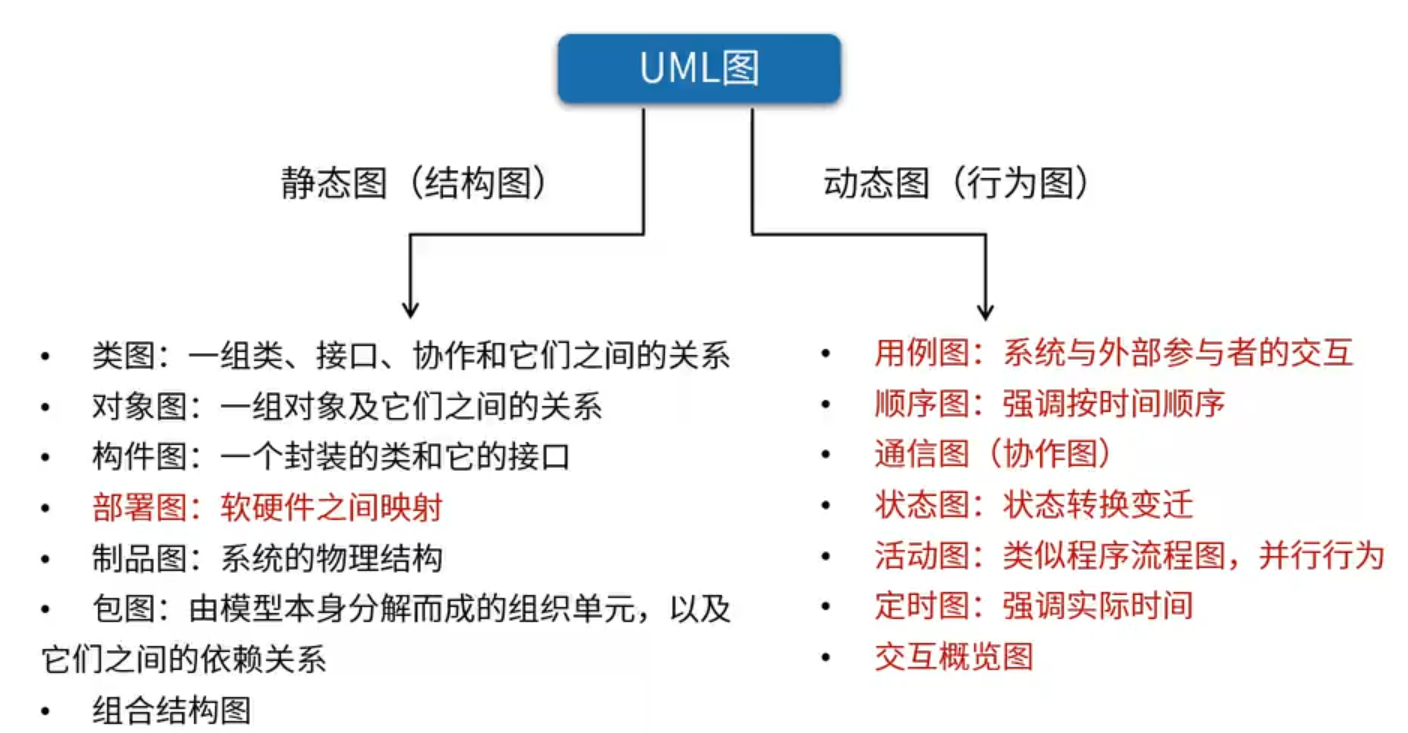 UML图
静态图（结构图）
动态图（行为图）
• 类图：一组类、接口、协作和它们之间的关系
• 对象图：一组对象及它们之间的关系
• 构件图：一个封装的类和它的接口
• 部署图：软硬件之间映射
• 制品图：系统的物理结构
• 包图：由模型本身分解而成的组织单元，以及
它们之间的依赖关系
• 组合结构图
• 用例图：系统与外部参与者的交互
• 顺序图：强调按时间顺序
• 通信图（协作图）
• 状态图：状态转换变迁
• 活动图：类似程序流程图，并行行为
• 定时图：强调实际时间
• 交互概览图